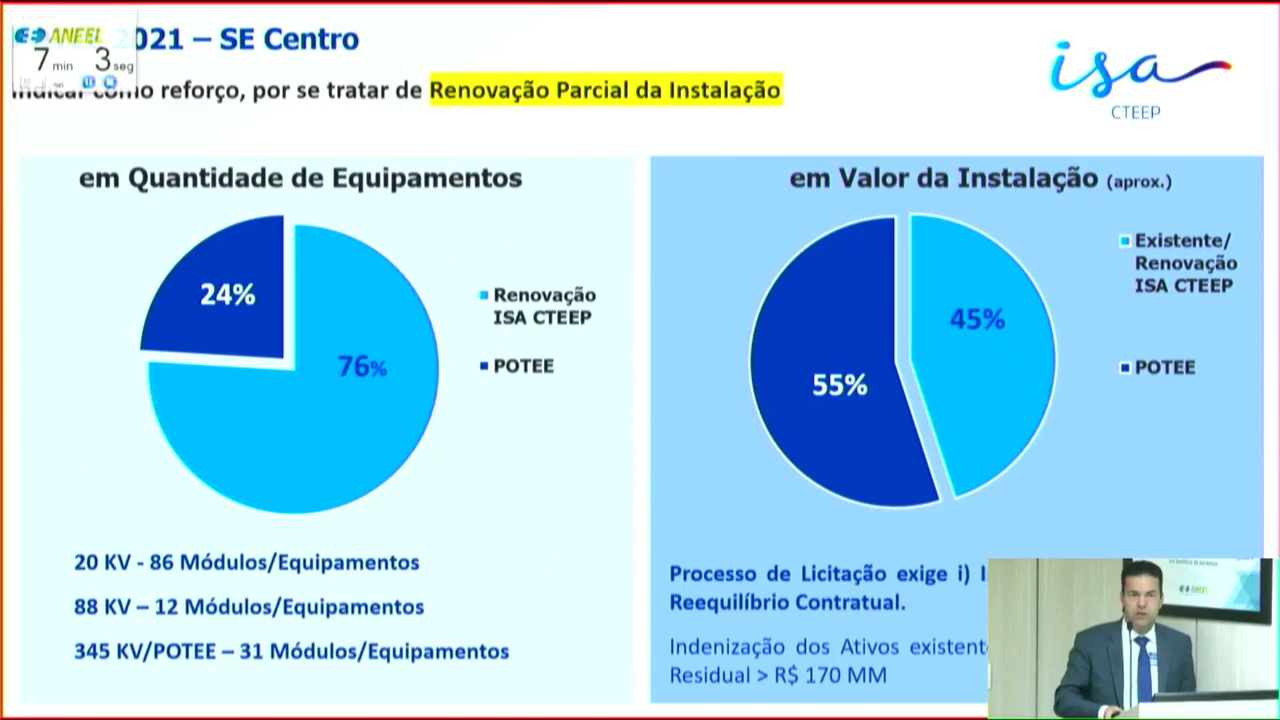 ANEEL
7 min 3 seg
021 – SE Centro
Indicar como reforço, por se tratar de Renovação Parcial da Instalação
isa
CTEEP
em Quantidade de Equipamentos
24%
76%
Renovação
ISA CTEEP
POTEE
20 KV - 86 Módulos/Equipamentos
88 KV – 12 Módulos/Equipamentos
345 KV/POTEE – 31 Módulos/Equipamentos
em Valor da Instalação (aprox.)
55%
45%
Existente/
Renovação
ISA CTEEP
POTEE
Processo de Licitação exige i)
Reequilíbrio Contratual.
Indenização dos Ativos existent
Residual > R$ 170 MM
ANEEL